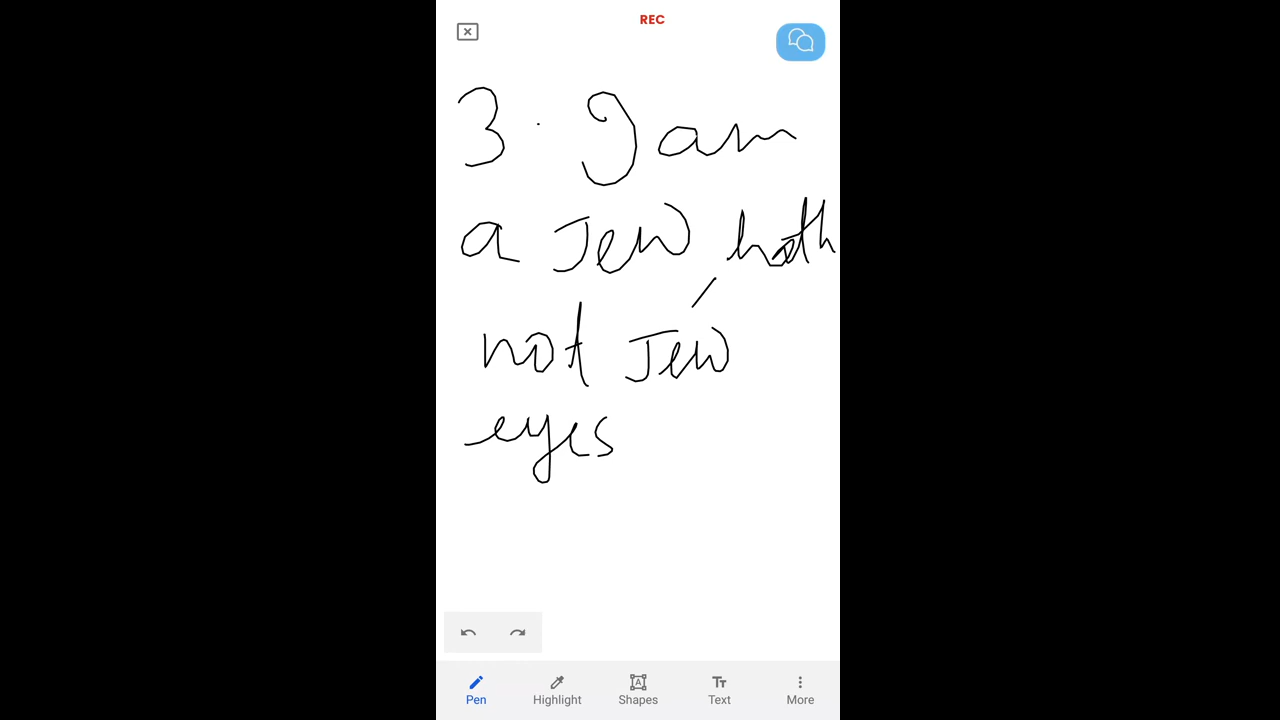 REC
3. I am
a Jew, hath
not Jew
eyes
Pen Highlight Shapes Text More